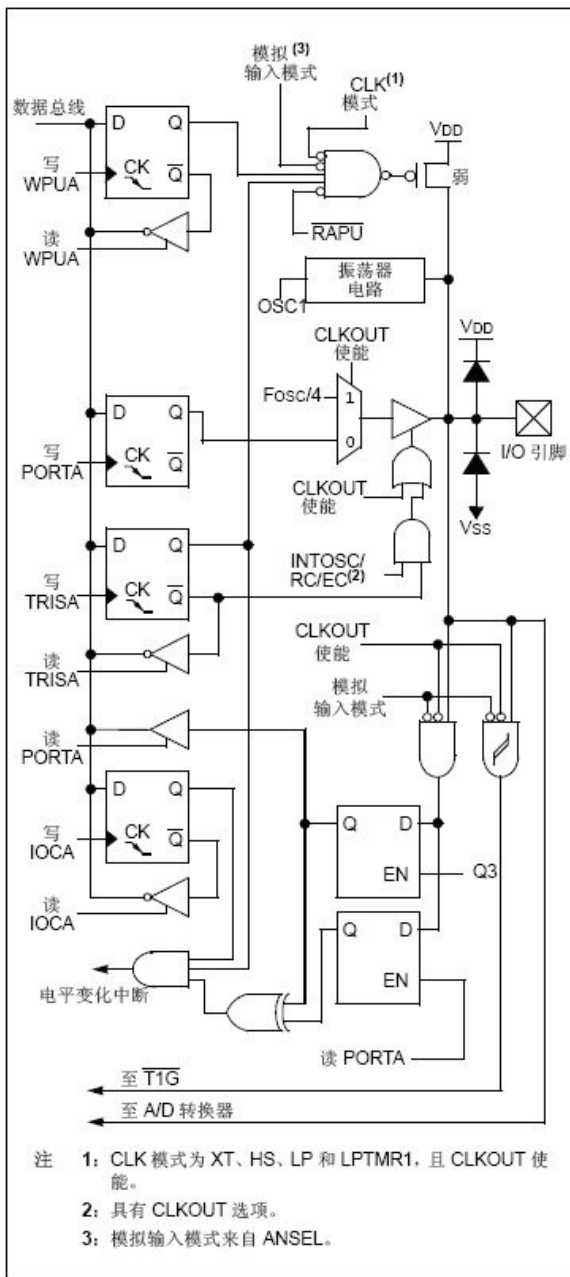 模拟 (3)
输入模式
CLK(1)
模式
数据总线
VDD
D Q
CK Q
写
WPUA
弱
读
WPUA
RAPU
振荡器
电路
OSC1
CLKOUT
使能
VDD
Fosc/4
1
D Q
0
CK Q
写
PORTA
I/O 引脚
CLKOUT
使能
VSS
D Q
CK Q
写
TRISA
INTOSC/
RC/EC(2)
读
TRISA
CLKOUT
使能
模拟
输入模式
读
PORTA
D Q
CK Q
写
IOCA
Q D
EN
Q3
读
IOCA
Q D
EN
电平变化中断
读 PORTA
至 T1G
至 A/D 转换器
注 1: CLK 模式为 XT、HS、LP 和 LPTMR1, 且 CLKOUT 使
能。
2: 具有 CLKOUT 选项。
3: 模拟输入模式来自 ANSEL。